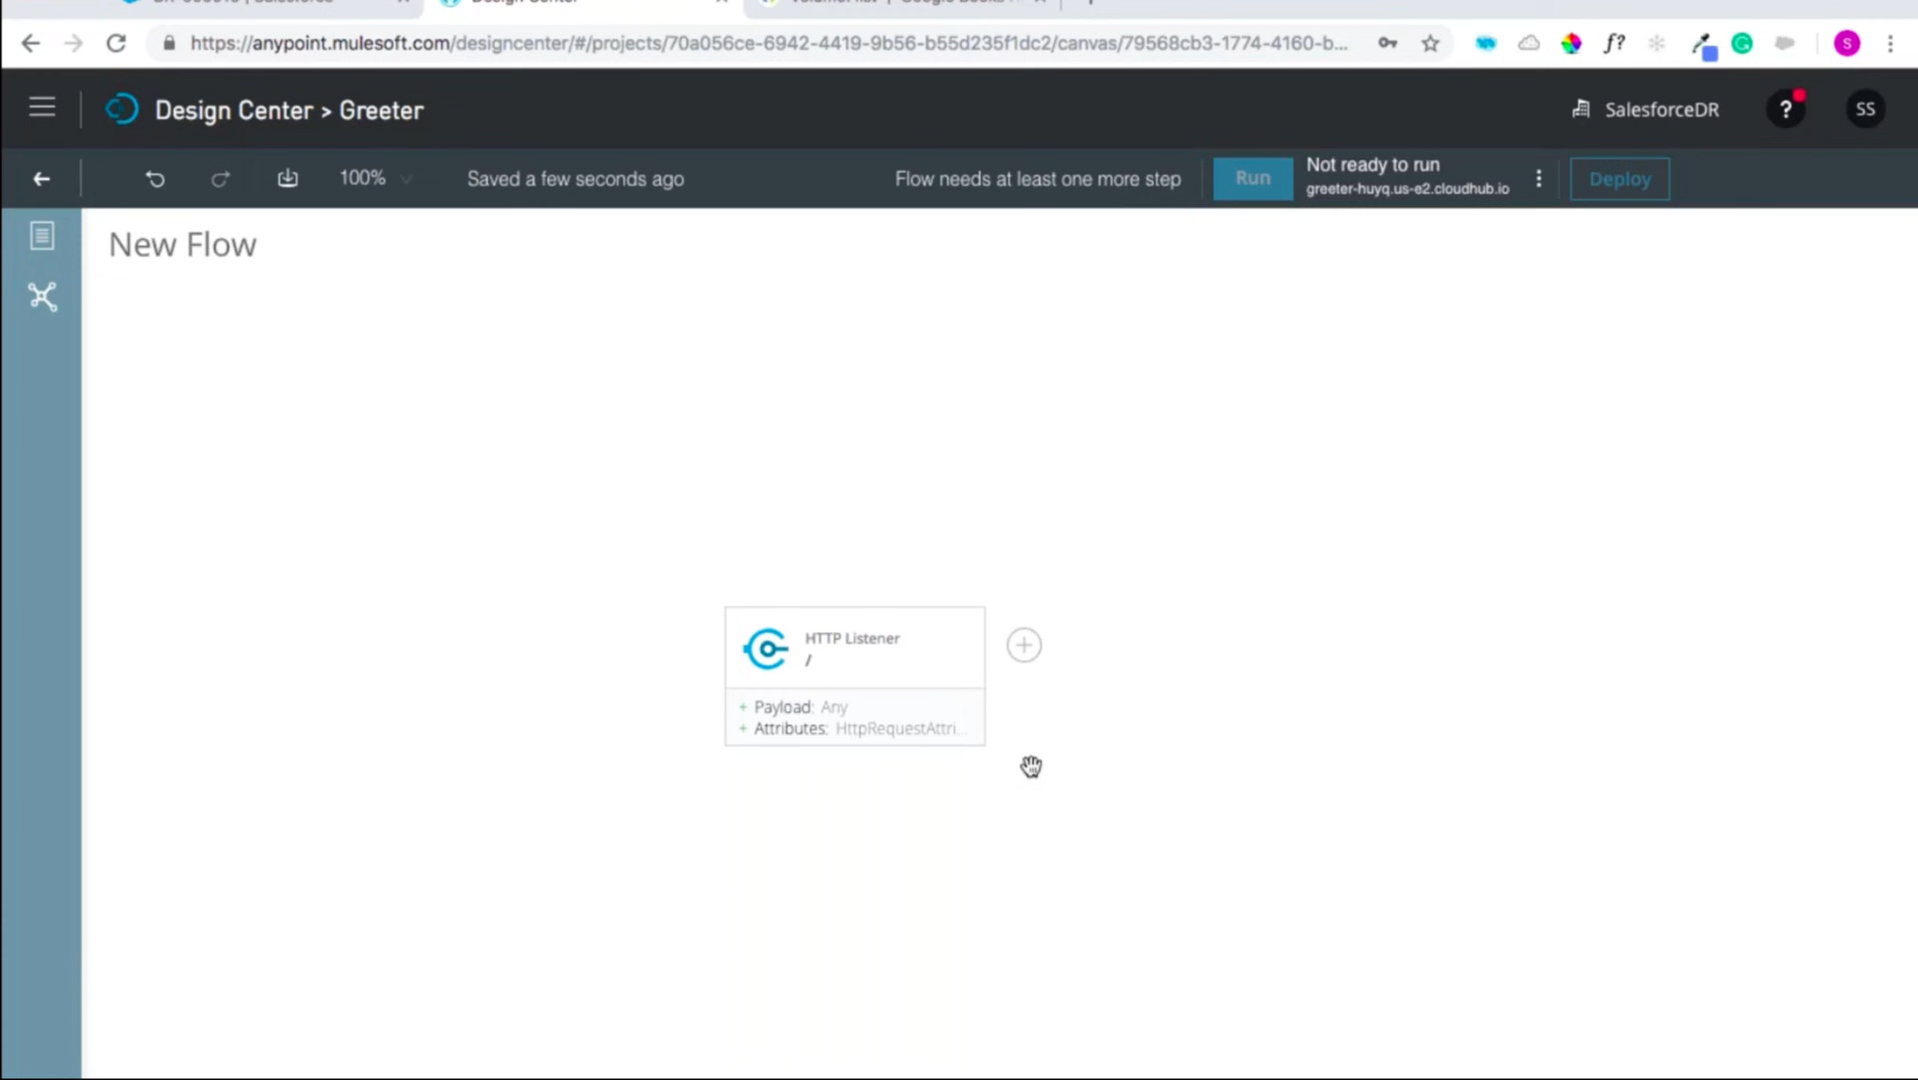 https://anypoint.mulesoft.com/designcenter/#/projects/70a056ce-6942-4419-9b56-b55d235f1dc2/canvas/79568cb3-1774-4160-b...
f?
S
Design Center > Greeter
SalesforceDR
?
SS
100%
Saved a few seconds ago
Flow needs at least one more step
Run
Not ready to run
greeter-huyq.us-e2.cloudhub.io
Deploy
New Flow
HTTP Listener
/
+ Payload: Any
+ Attributes: HttpRequestAttri...